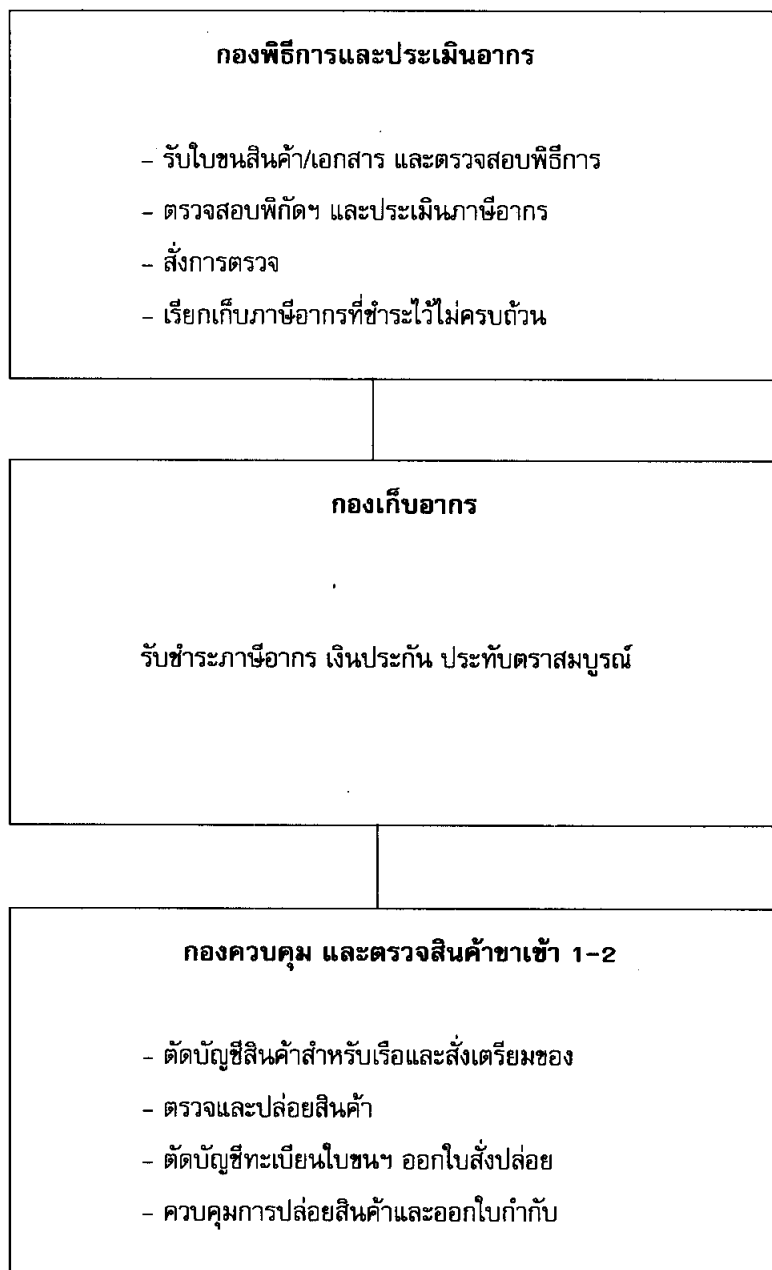 กองพิธีการและประเมินอากร
– รับใบขนสินค้า/เอกสาร และตรวจสอบพิธีการ
– ตรวจสอบพิกัดฯ และประเมินภาษีอากร
– สั่งการตรวจ
– เรียกเก็บภาษีอากรที่ชำระไว้ไม่ครบถ้วน
กองเก็บอากร
รับชำระภาษีอากร เงินประกัน ประทับตราสมบูรณ์
กองควบคุม และตรวจสินค้าขาเข้า 1-2
– ตัดบัญชีสินค้าสำหรับเรือและสั่งเตรียมของ
– ตรวจและปล่อยสินค้า
– ตัดบัญชีทะเบียนใบขนฯ ออกใบสั่งปล่อย
– ควบคุมการปล่อยสินค้าและออกใบกำกับ